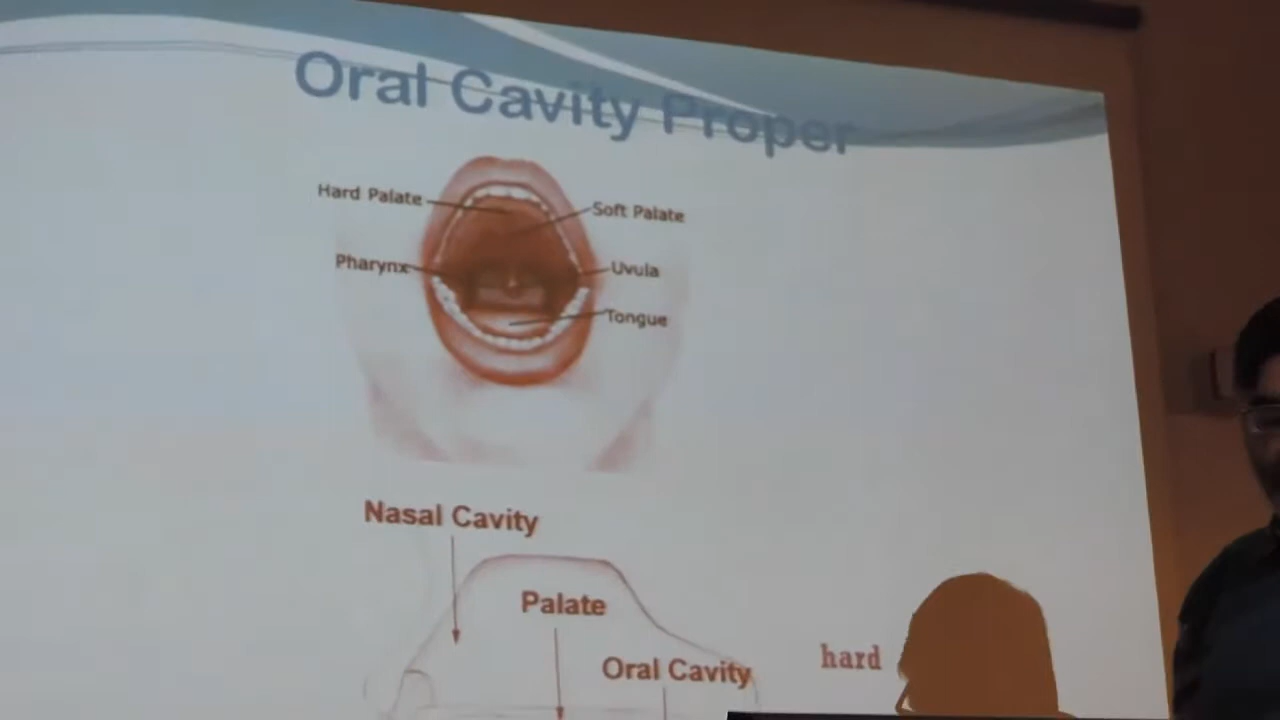 Oral Cavity Proper
Hard Palate
Soft Palate
Pharynx
Uvula
Tongue
Nasal Cavity
Palate
Oral Cavity
hard